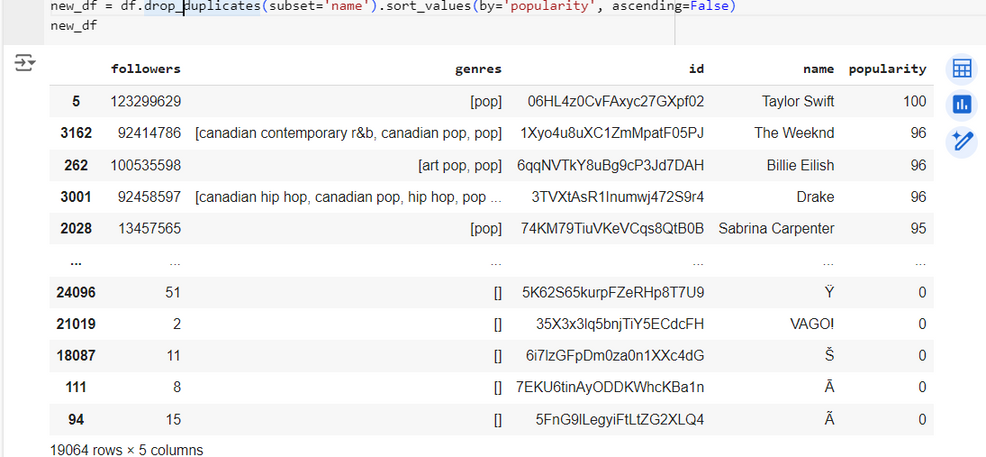 new_df = df.drop_duplicates(subset='name').sort_values(by='popularity', ascending=False)
new_df
followers genres id name popularity
5 123299629 [pop] 06HL4z0CvFAxyc27GXpf02 Taylor Swift 100
3162 92414786 [canadian contemporary r&b, canadian pop, pop] 1Xyo4u8uXC1ZmMpatF05PJ The Weeknd 96
262 100535598 [art pop, pop] 6qqNVTkY8uBg9cP3Jd7DAH Billie Eilish 96
3001 92458597 [canadian hip hop, canadian pop, hip hop, pop ... 3TVXtAsR1Inumwj472S9r4 Drake 96
2028 13457565 [pop] 74KM79TiuVKeVCqs8QtB0B Sabrina Carpenter 95
... ... ... ... ... ...
24096 51 [] 5K62S65kurpFZeRHp8T7U9 Ÿ 0
21019 2 [] 35X3x3lq5bnjTiY5ECdcFH VAGO! 0
18087 11 [] 6i7lzGFpDm0za0n1XXc4dG Š 0
111 8 [] 7EKU6tinAyODDKWhcKBa1n Ã 0
94 15 [] 5FnG9lLegyiFtLtZG2XLQ4 Ã 0
19064 rows × 5 columns